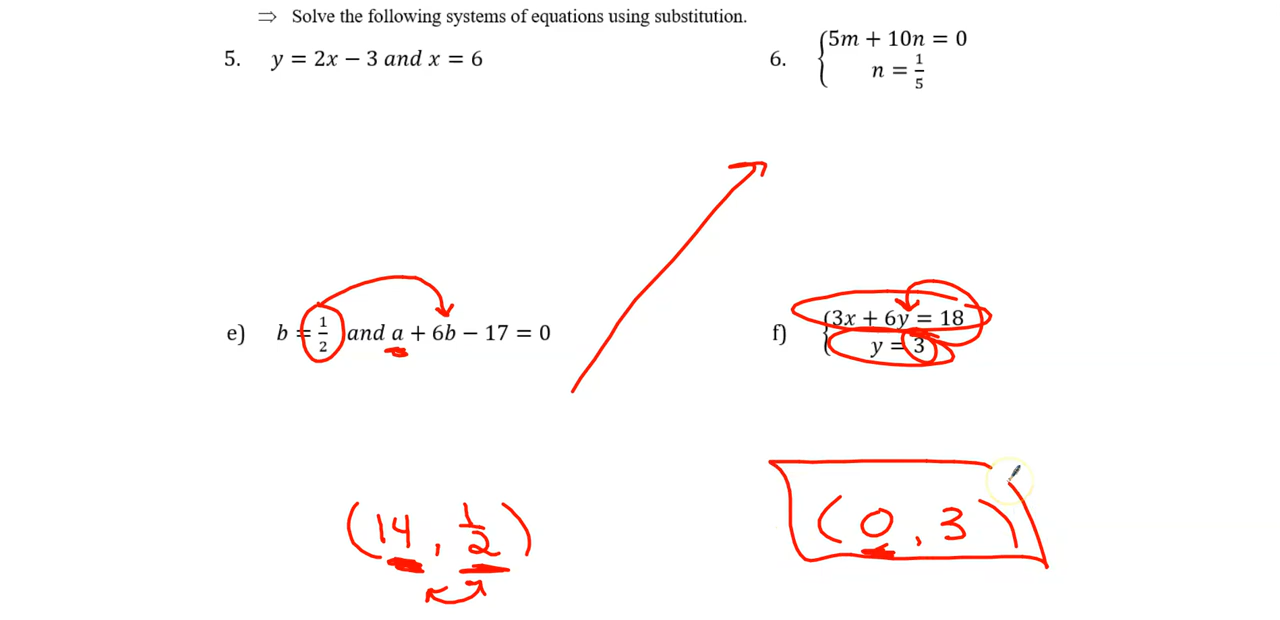 ⇒ Solve the following systems of equations using substitution.
5. y = 2x − 3 and x = 6
6. {5m + 10n = 0
n = 1/5
e) b = 1/2 and a + 6b − 17 = 0
f) {3x + 6y = 18
y = 3
(14, 1/2)
(0, 3)